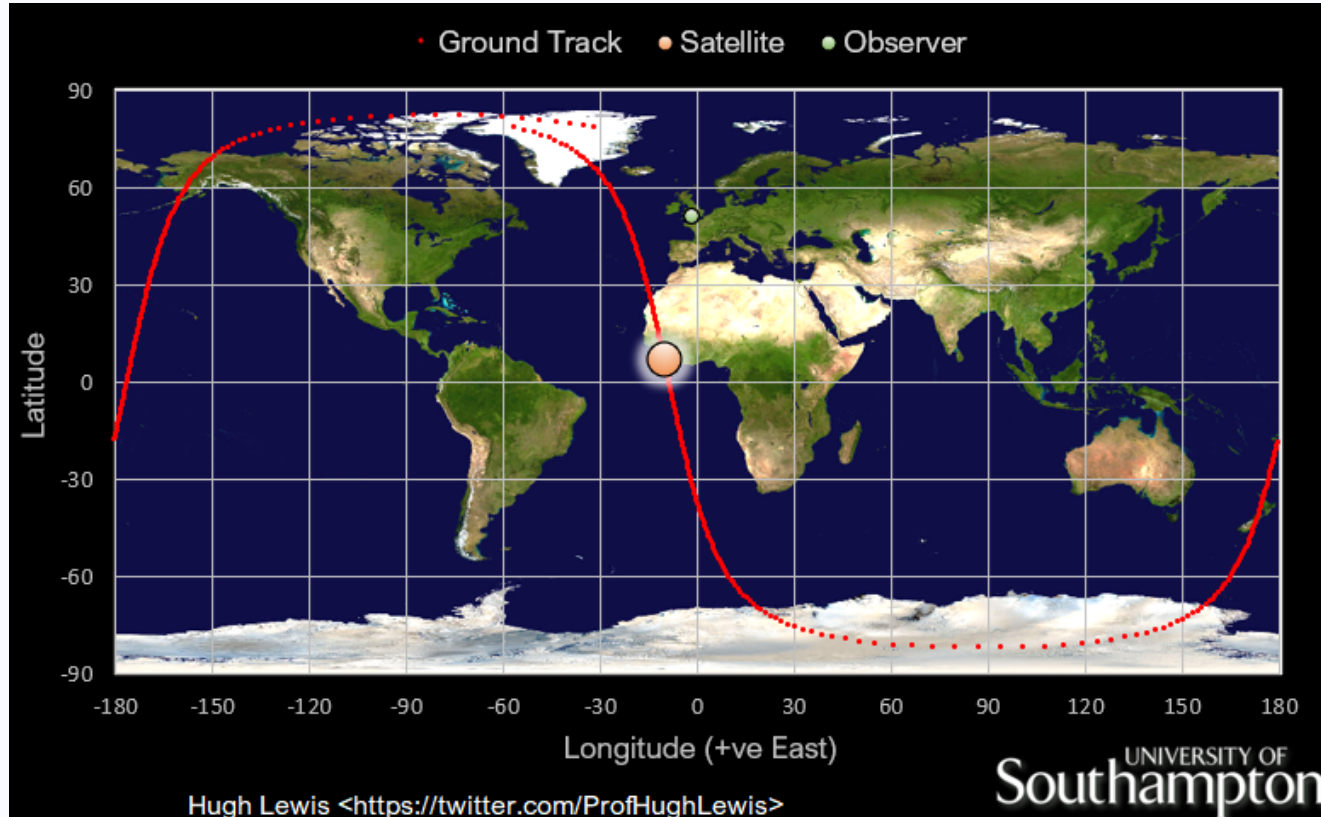 Ground Track Satellite Observer
90
60
30
0
-30
-60
-90
Latitude
-180 -150 -120 -90 -60 -30 0 30 60 90 120 150 180
Longitude (+ve East)
UNIVERSITY OF
Southampton
Hugh Lewis <https://twitter.com/ProfHughLewis>